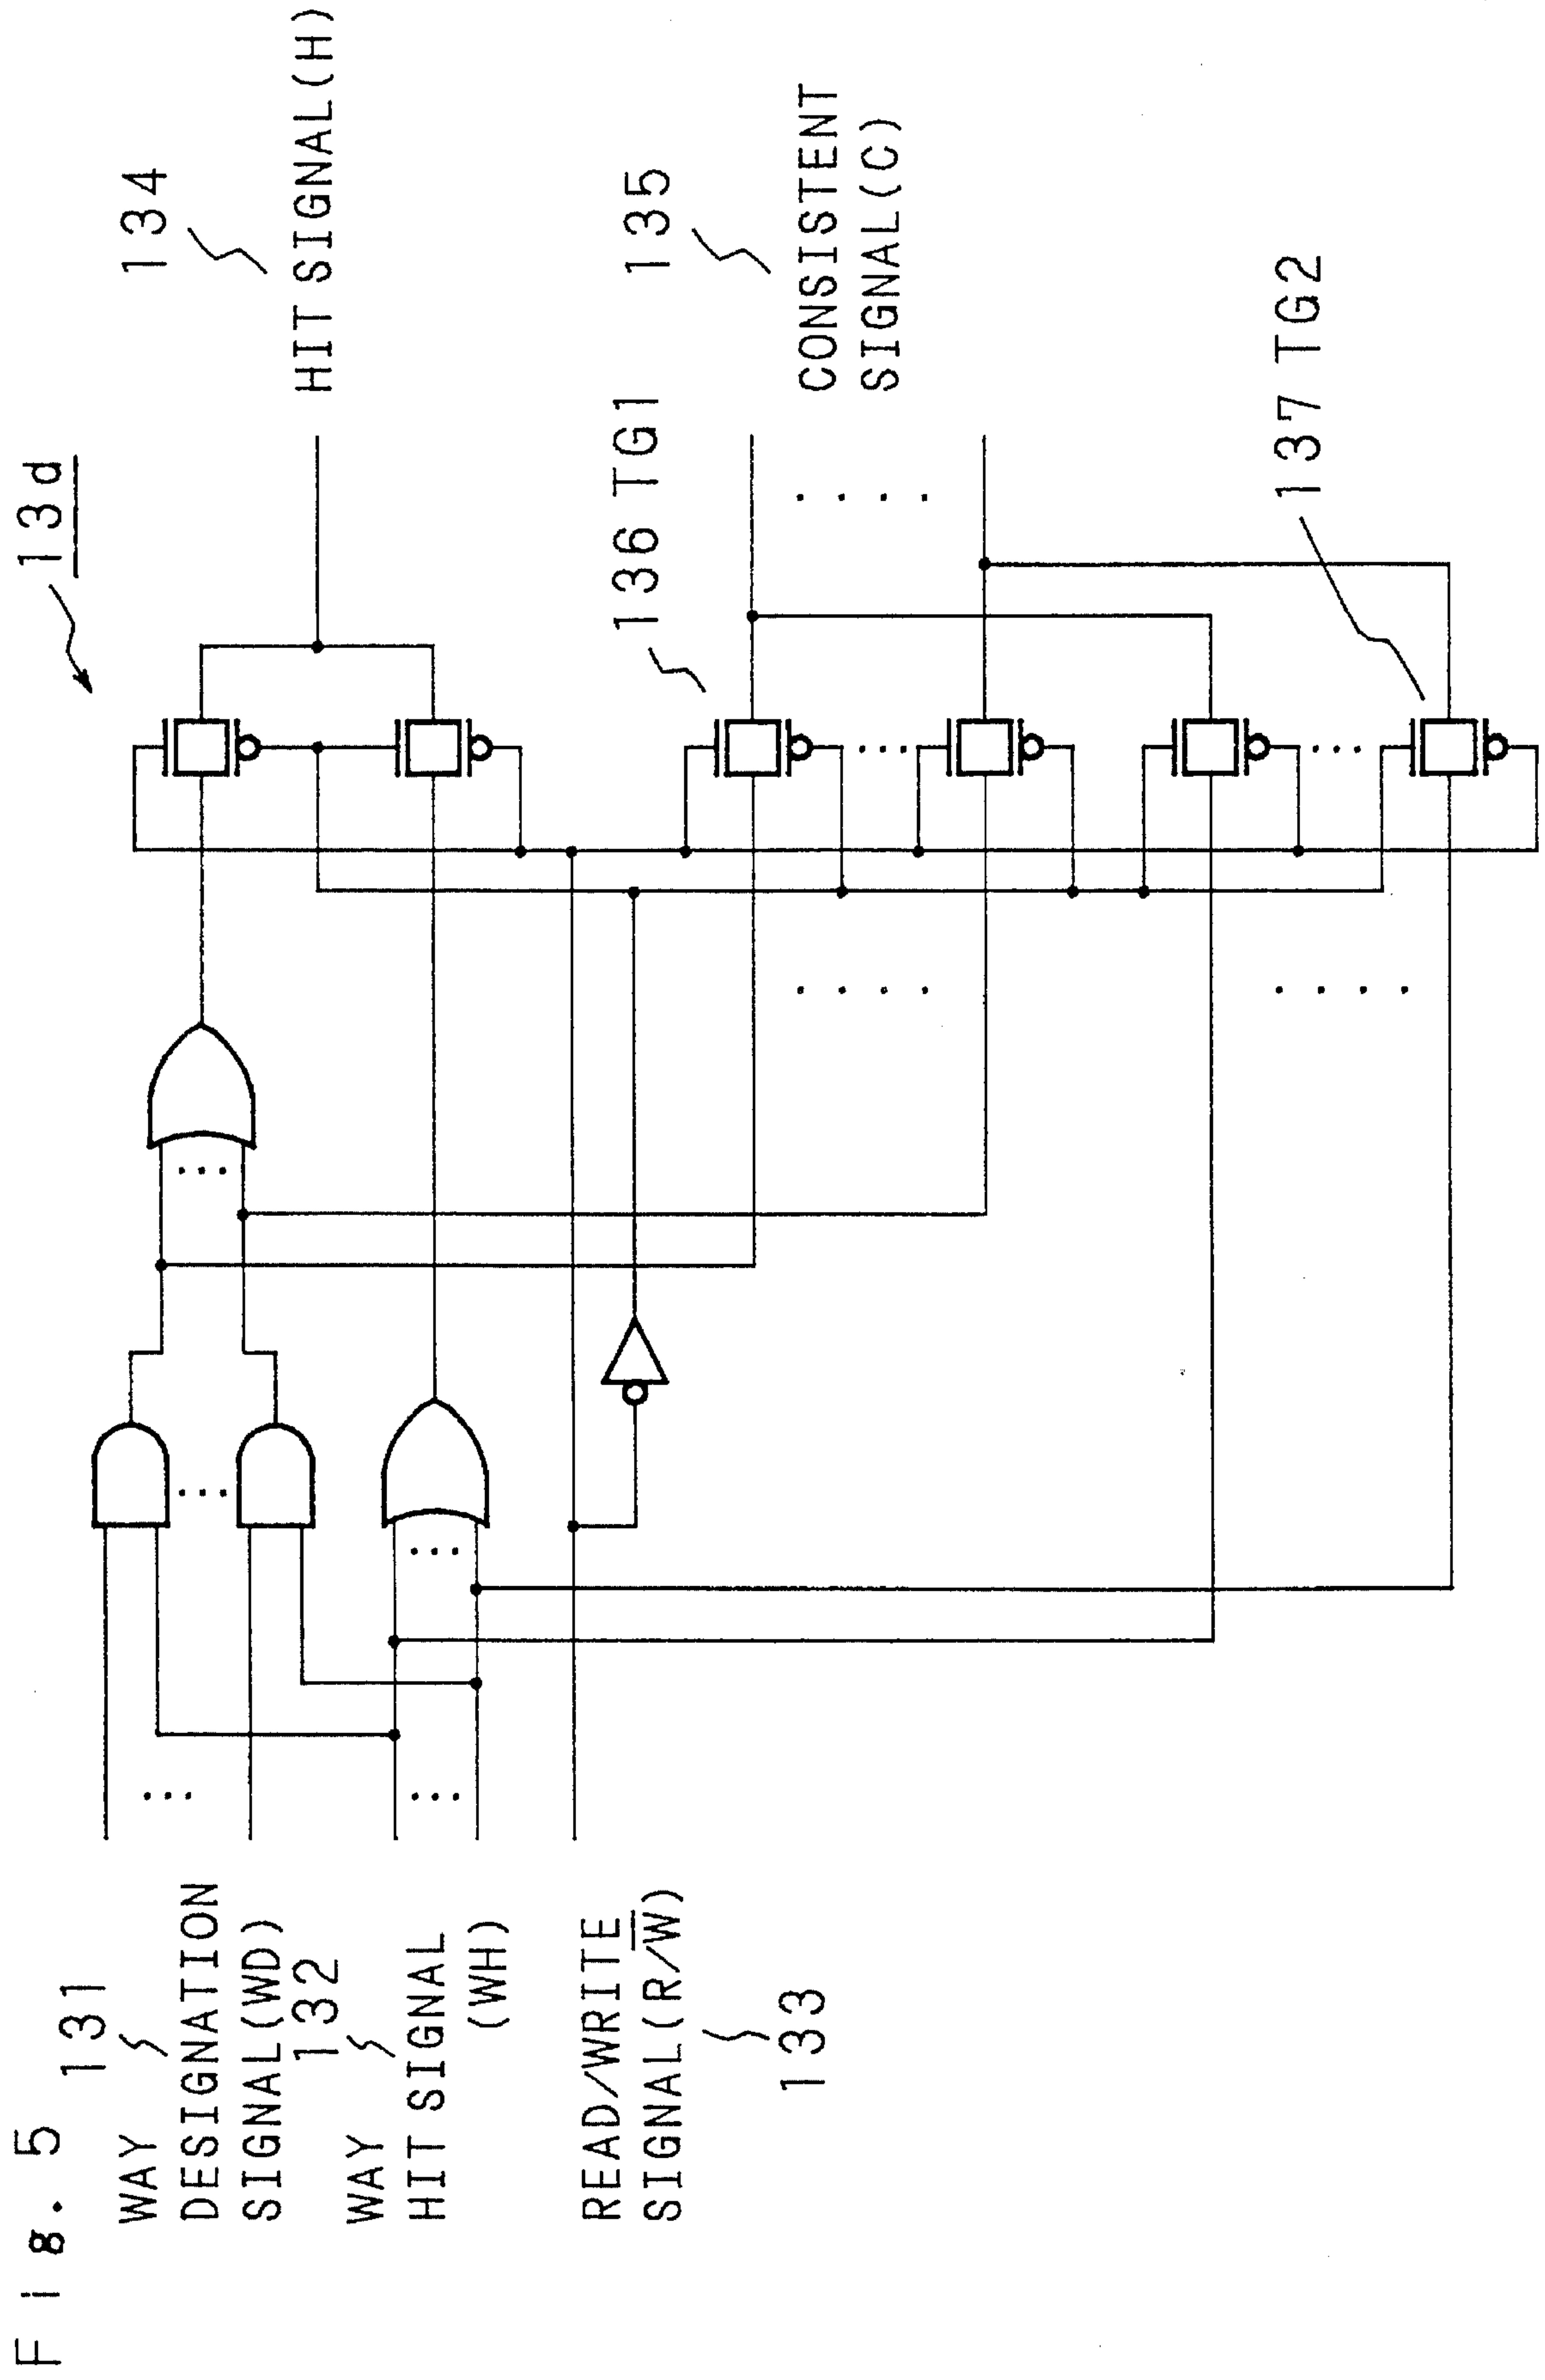 Fig. 5
131
WAY
DESIGNATION
SIGNAL(WD)
132
WAY
HIT SIGNAL
(WH)
READ/WRITE
SIGNAL(R/W̅)
133
13d
134
HIT SIGNAL(H)
136 TG1
135
CONSISTENT
SIGNAL(C)
137 TG2